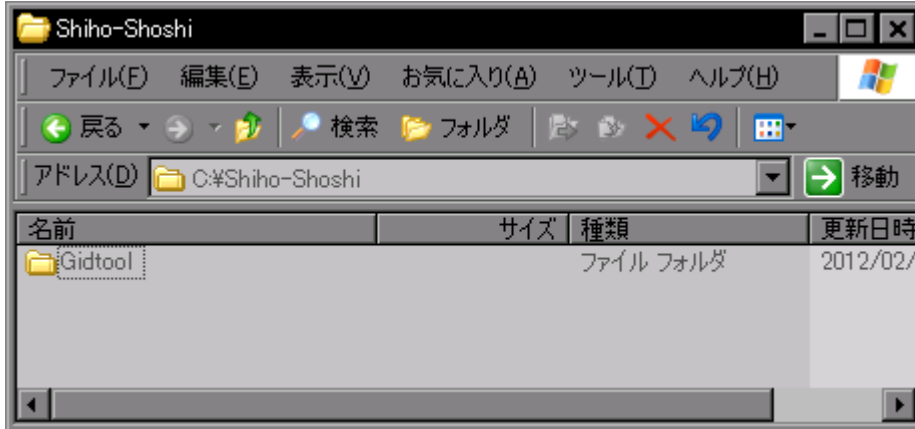 Shiho-Shoshi
ファイル(F) 編集(E) 表示(V) お気に入り(A) ツール(T) ヘルプ(H)
戻る 検索 フォルダ
アドレス(D) C:¥Shiho-Shoshi 移動
名前 サイズ 種類 更新日時
Gidtool ファイル フォルダ 2012/02/